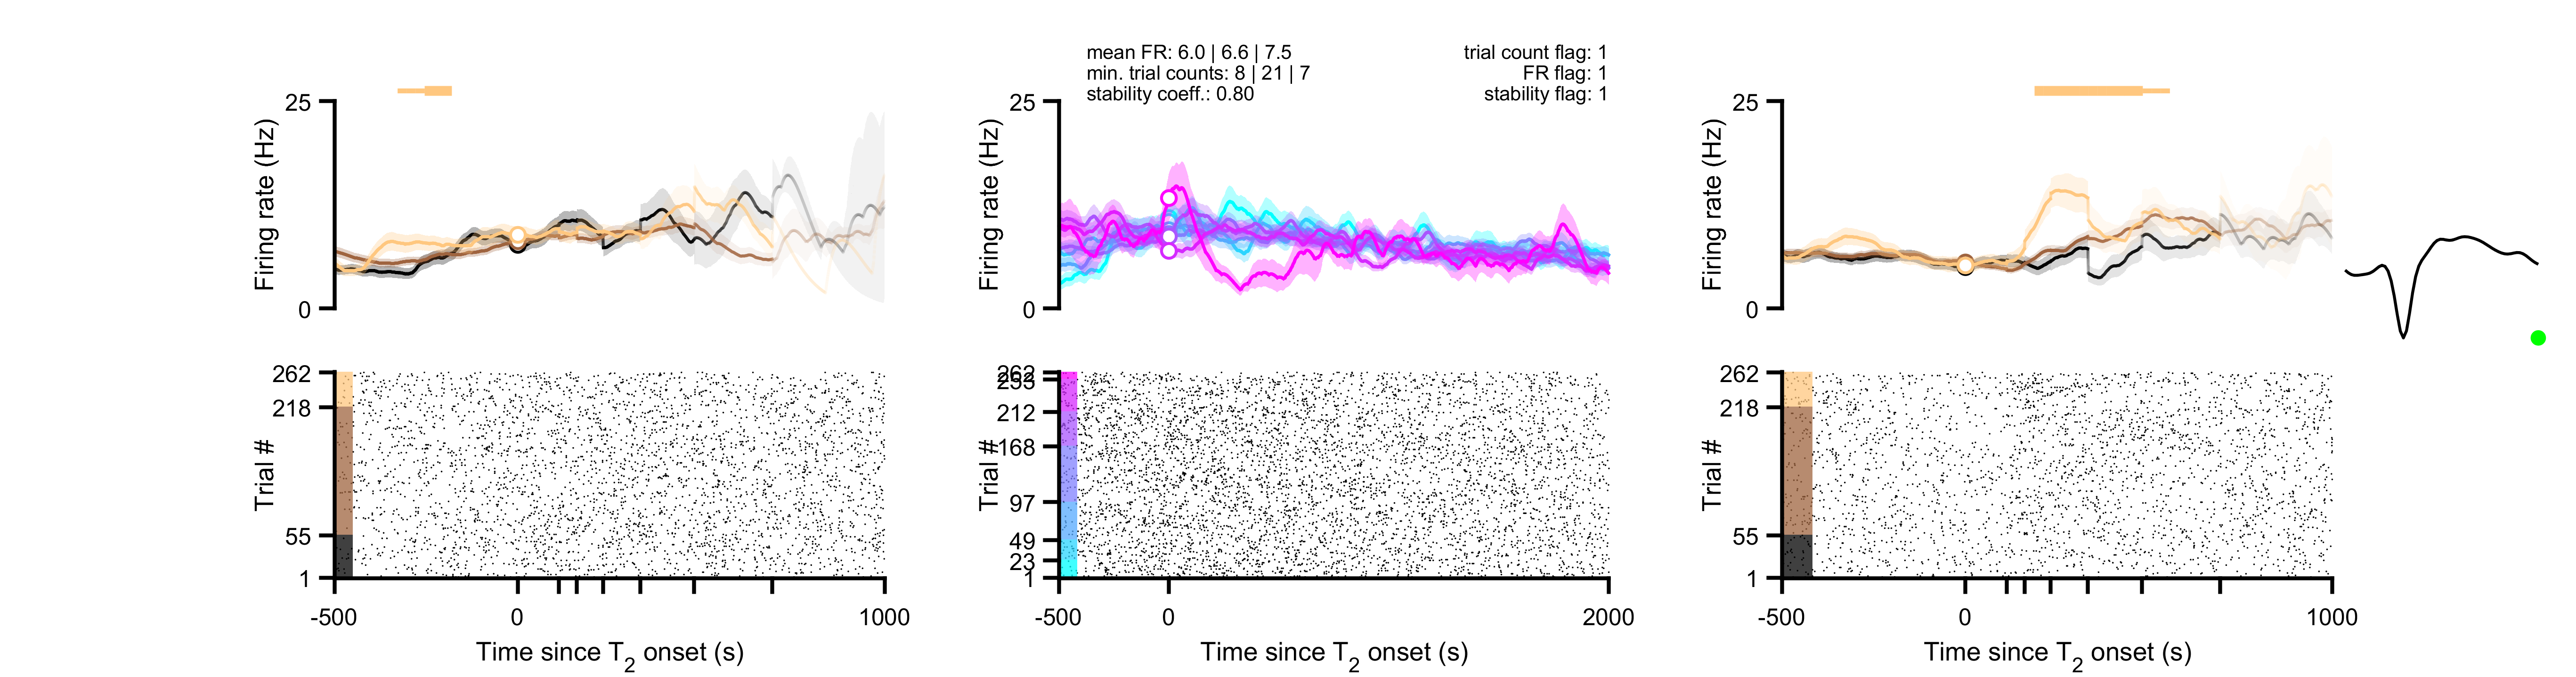 mean FR: 6.0 | 6.6 | 7.5
min. trial counts: 8 | 21 | 7
stability coeff.: 0.80
trial count flag: 1
FR flag: 1
stability flag: 1
25
Firing rate (Hz)
0
25
Firing rate (Hz)
0
25
Firing rate (Hz)
0
262
218
Trial #
55
1
-500
0
1000
Time since T2 onset (s)
262
253
212
168
Trial #
97
49
23
1
-500
0
2000
Time since T2 onset (s)
262
218
Trial #
55
1
-500
0
1000
Time since T2 onset (s)